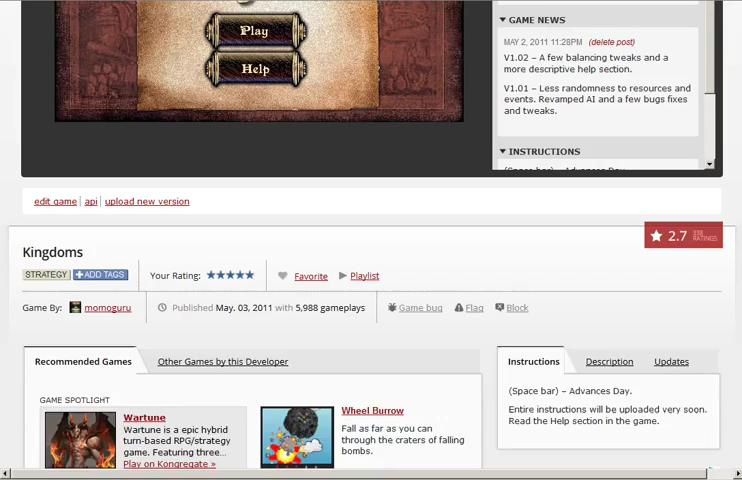 Play
Help
GAME NEWS
MAY 2, 2011 11:28PM (delete post)
V1.02 – A few balancing tweaks and a
more descriptive help section.
V1.01 – Less randomness to resources and
events. Revamped AI and a few bugs fixes
and tweaks.
INSTRUCTIONS
(Space bar) – Advances Day.
edit game | api | upload new version
2.7 RATINGS
Kingdoms
STRATEGY ADD TAGS Your Rating: Favorite Playlist
Game By: momoguru Published May. 03, 2011 with 5,988 gameplays Game bug Flag Block
Recommended Games Other Games by this Developer
GAME SPOTLIGHT
Wartune
Wartune is a epic hybrid
turn-based RPG/strategy
game. Featuring three...
Play on Kongregate »
Wheel Burrow
Fall as far as you can
through the craters of falling
bombs.
Instructions Description Updates
(Space bar) – Advances Day.
Entire instructions will be uploaded very soon.
Read the Help section in the game.